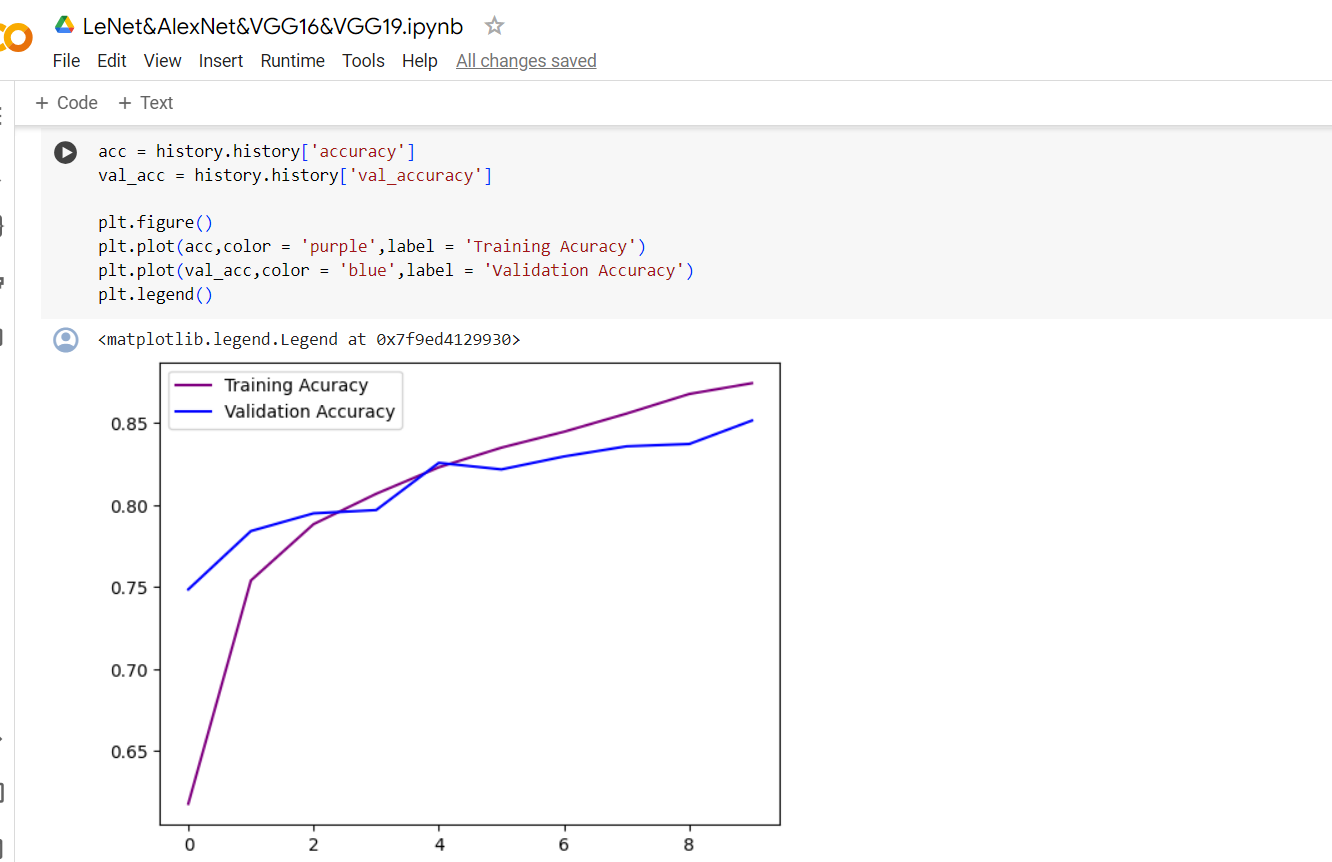 LeNet&AlexNet&VGG16&VGG19.ipynb
File Edit View Insert Runtime Tools Help All changes saved
+ Code + Text
acc = history.history['accuracy']
val_acc = history.history['val_accuracy']
plt.figure()
plt.plot(acc,color = 'purple',label = 'Training Acuracy')
plt.plot(val_acc,color = 'blue',label = 'Validation Accuracy')
plt.legend()
<matplotlib.legend.Legend at 0x7f9ed4129930>
Training Acuracy
Validation Accuracy
0.85
0.80
0.75
0.70
0.65
0 2 4 6 8